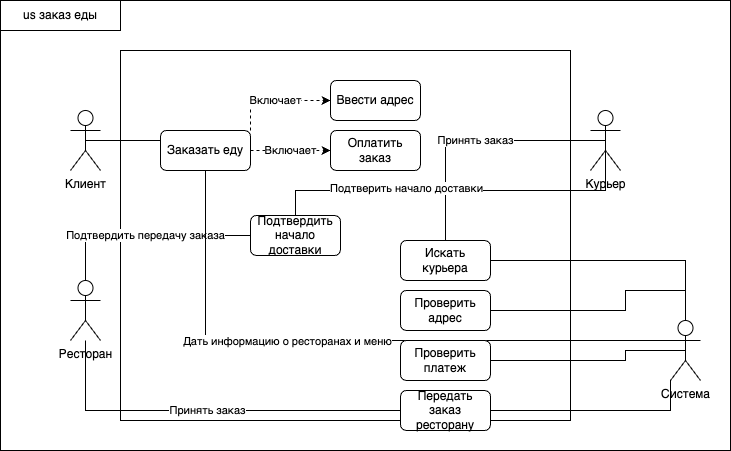 us заказ еды
Включает
Ввести адрес
Клиент
Заказать еду
Включает
Оплатить
заказ
Принять заказ
Курьер
Подтверить начало доставки
Подтвердить передачу заказа
Подтвердить
начало
доставки
Искать
курьера
Проверить
адрес
Ресторан
Дать информацию о ресторанах и меню
Проверить
платеж
Система
Принять заказ
Передать
заказ
ресторану